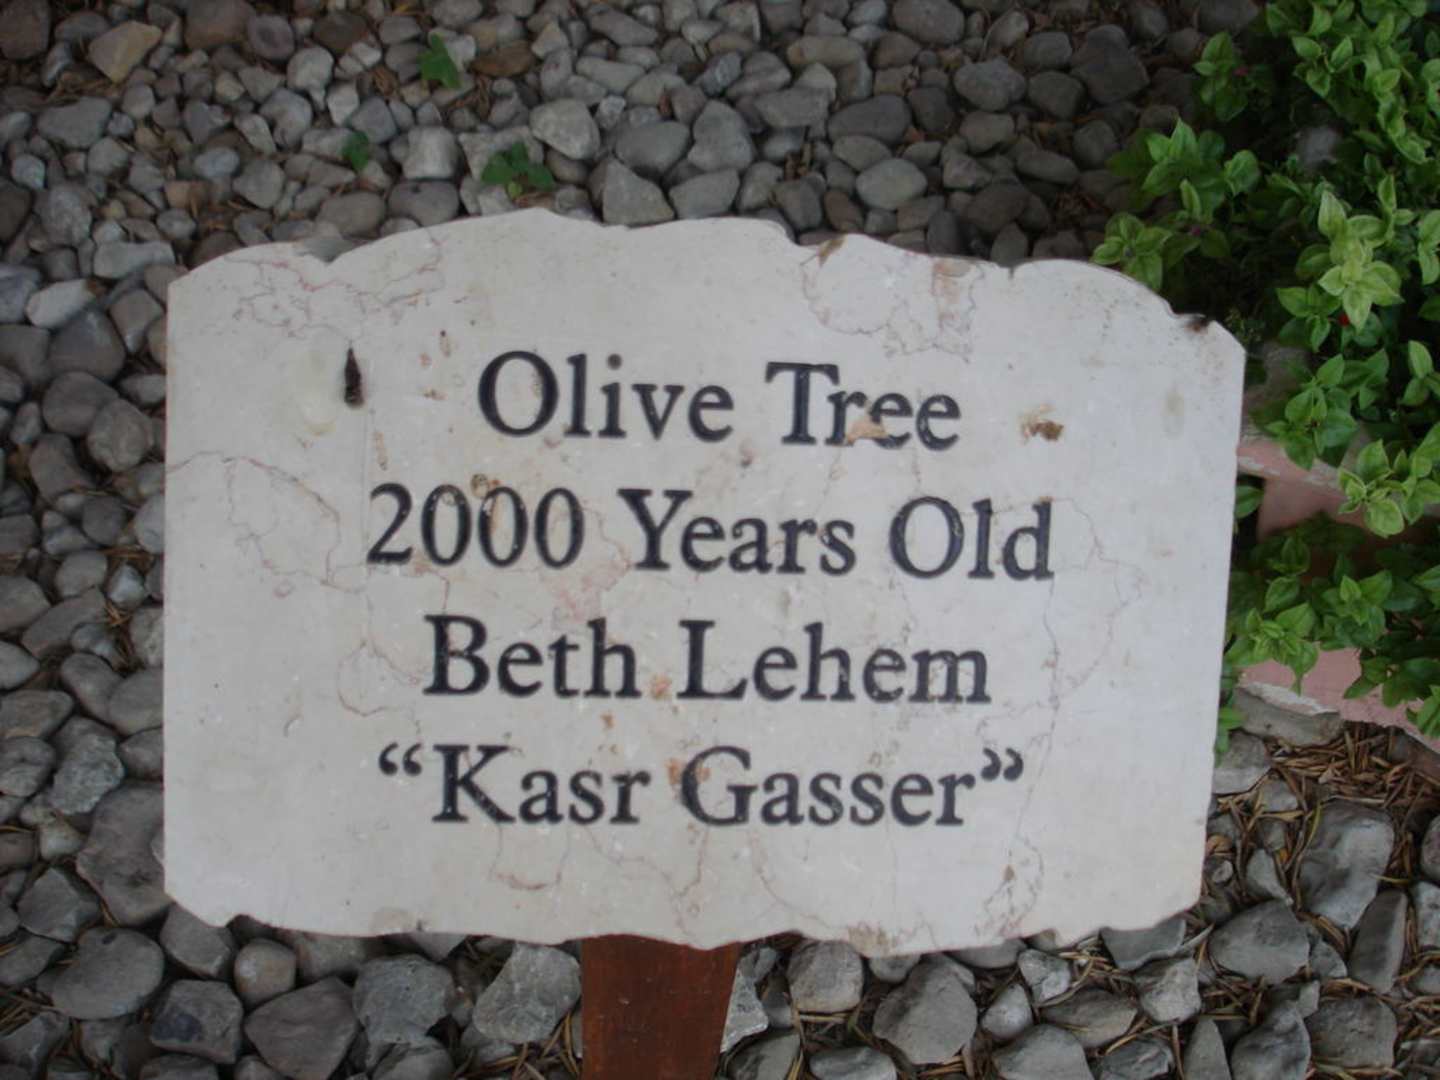 Olive Tree
2000 Years Old
Beth Lehem
“Kasr Gasser”